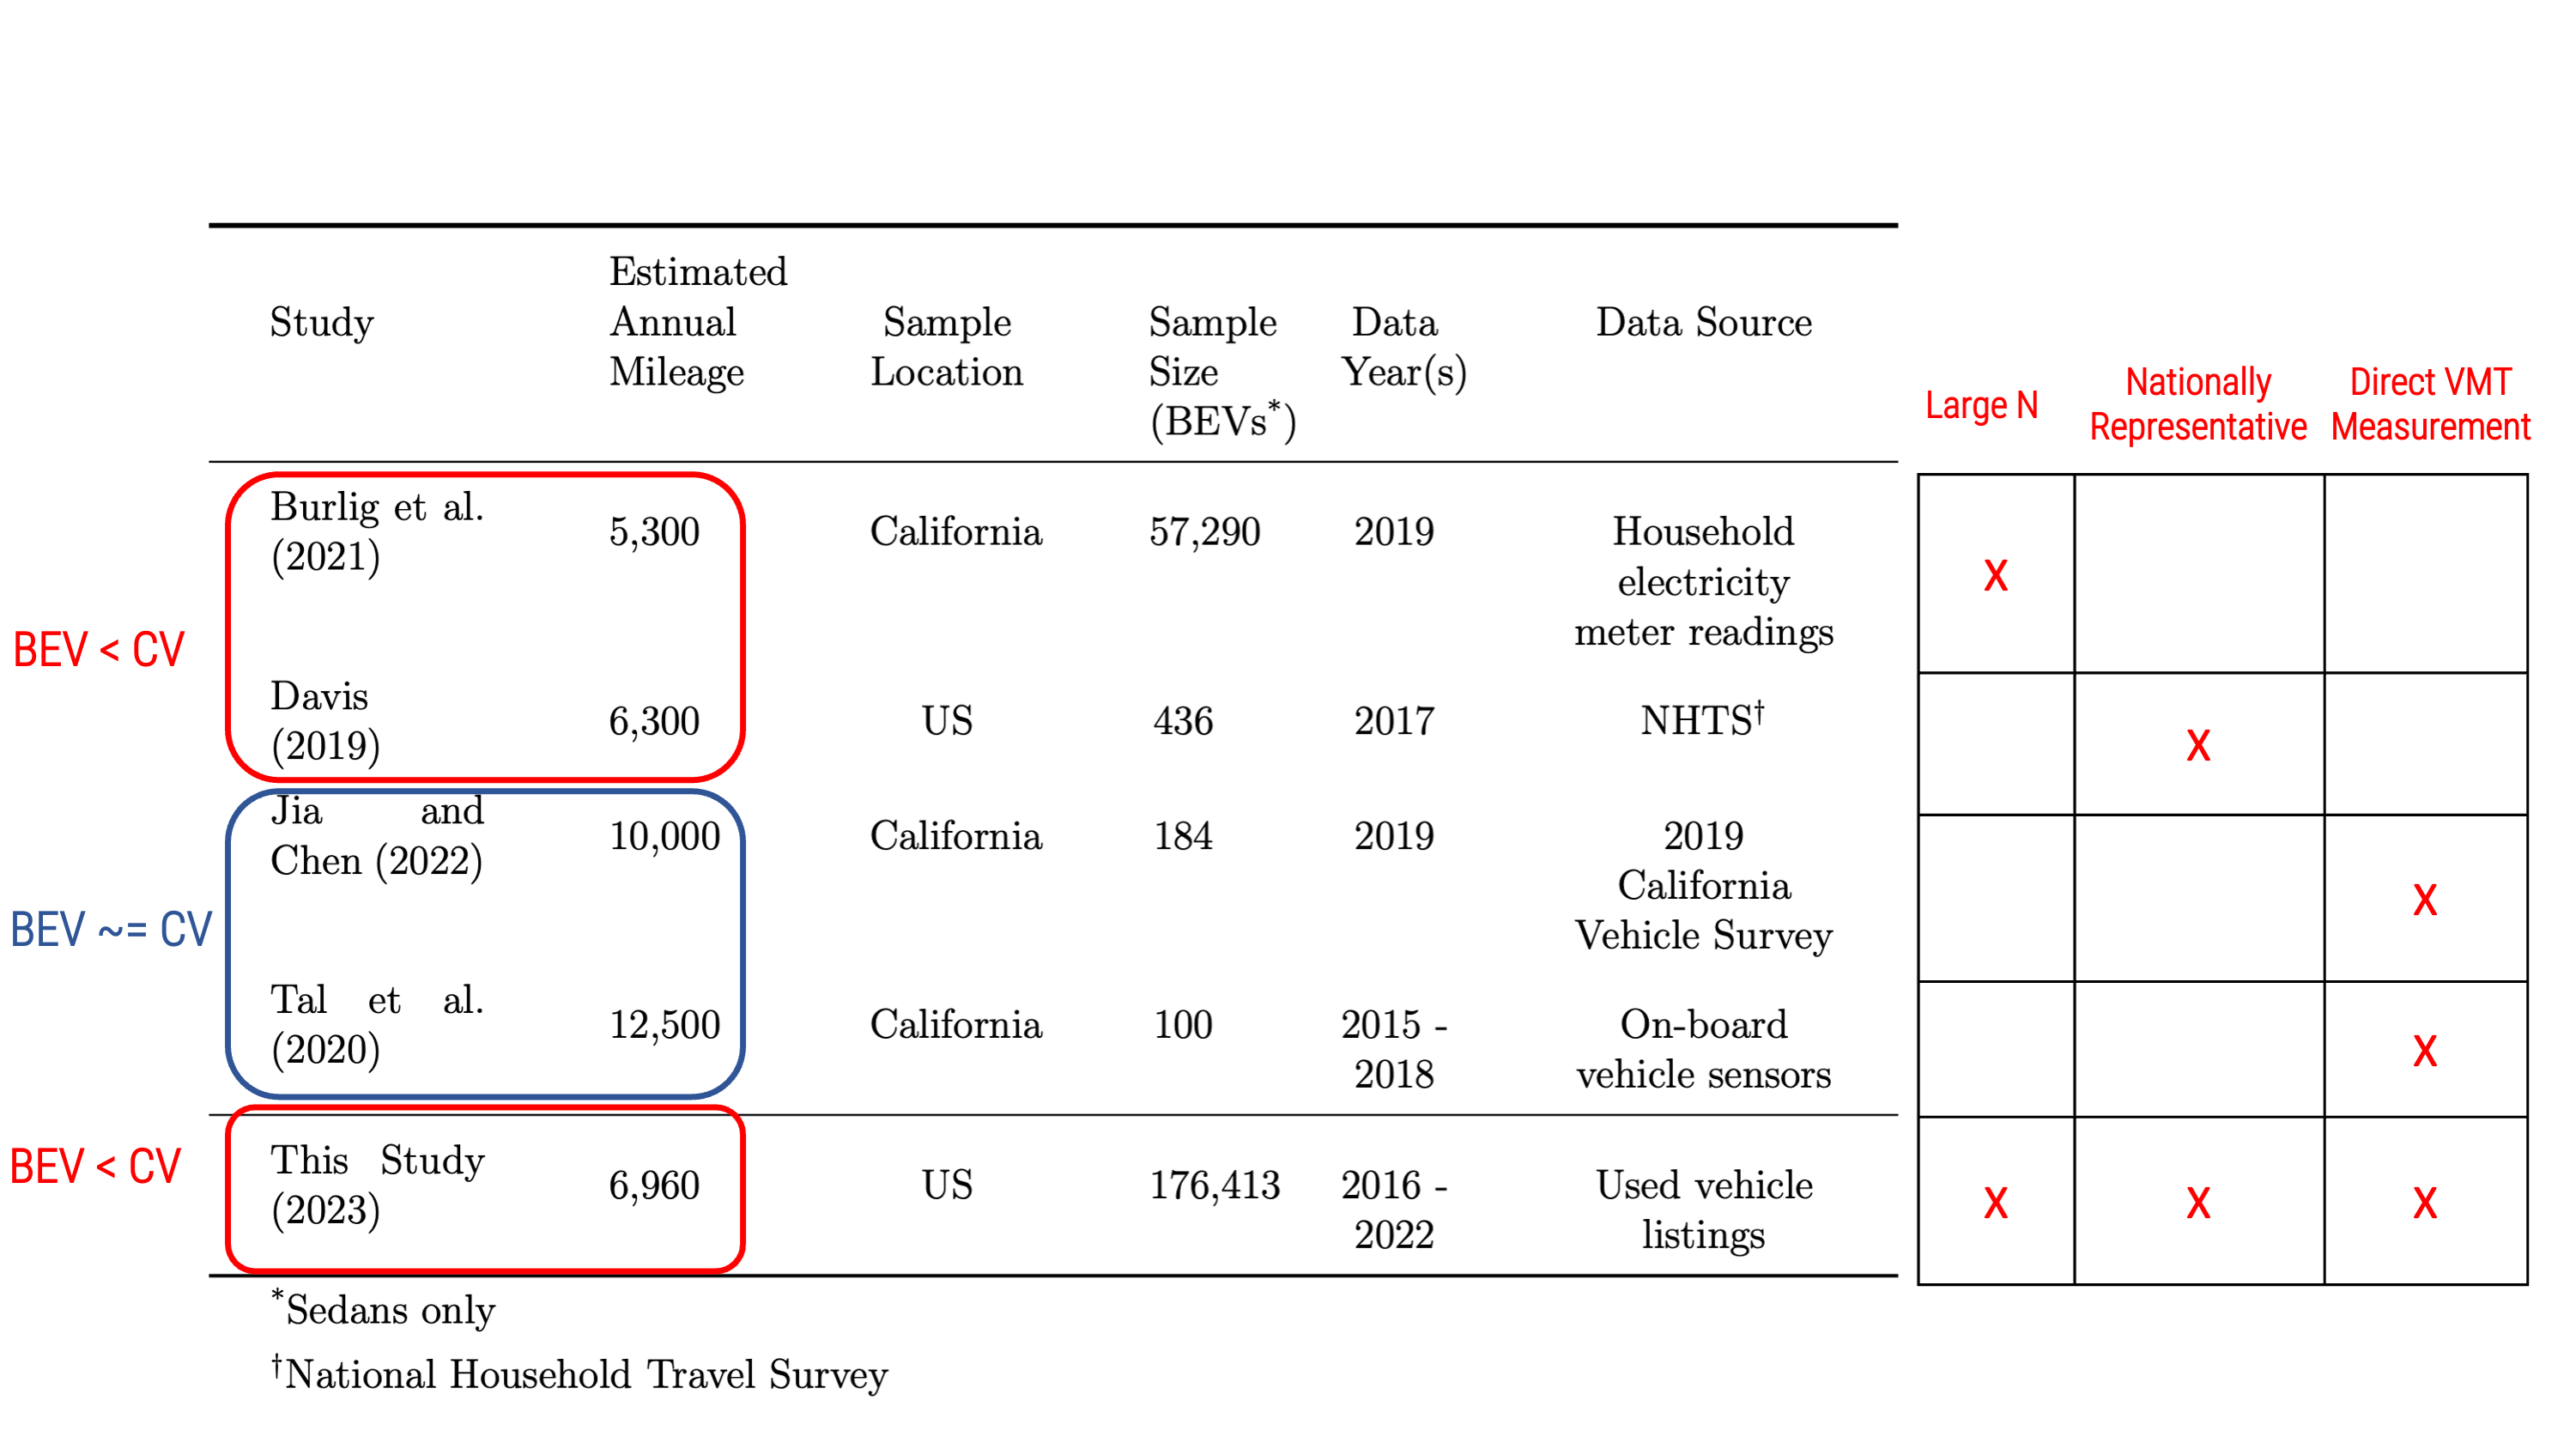 Study
Estimated
Annual
Mileage
Sample
Location
Sample
Size
(BEVs*)
Data
Year(s)
Data Source
Large N
Nationally
Representative
Direct VMT
Measurement
BEV < CV
Burlig et al.
(2021)
5,300
California
57,290
2019
Household
electricity
meter readings
X
Davis
(2019)
6,300
US
436
2017
NHTS†
X
BEV ~= CV
Jia and
Chen (2022)
10,000
California
184
2019
2019
California
Vehicle Survey
X
Tal et al.
(2020)
12,500
California
100
2015 -
2018
On-board
vehicle sensors
X
BEV < CV
This Study
(2023)
6,960
US
176,413
2016 -
2022
Used vehicle
listings
X
X
X
*Sedans only
†National Household Travel Survey